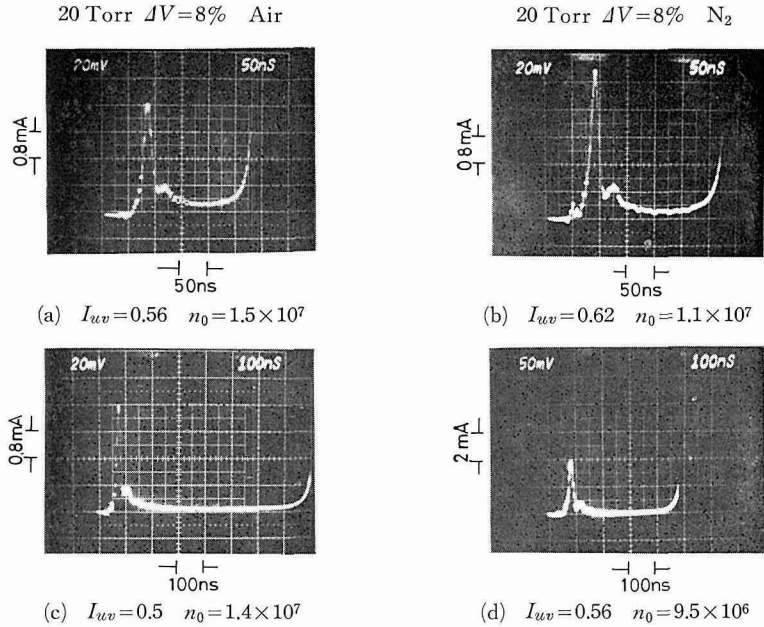 20 Torr ΔV=8% Air
20 Torr ΔV=8% N₂
20mV 50nS
0.8mA
50ns
(a) I_uv=0.56 n₀=1.5×10⁷
20mV 50nS
0.8mA
50ns
(b) I_uv=0.62 n₀=1.1×10⁷
20mV 100nS
0.8mA
100ns
(c) I_uv=0.5 n₀=1.4×10⁷
50mV 100nS
2mA
100ns
(d) I_uv=0.56 n₀=9.5×10⁶